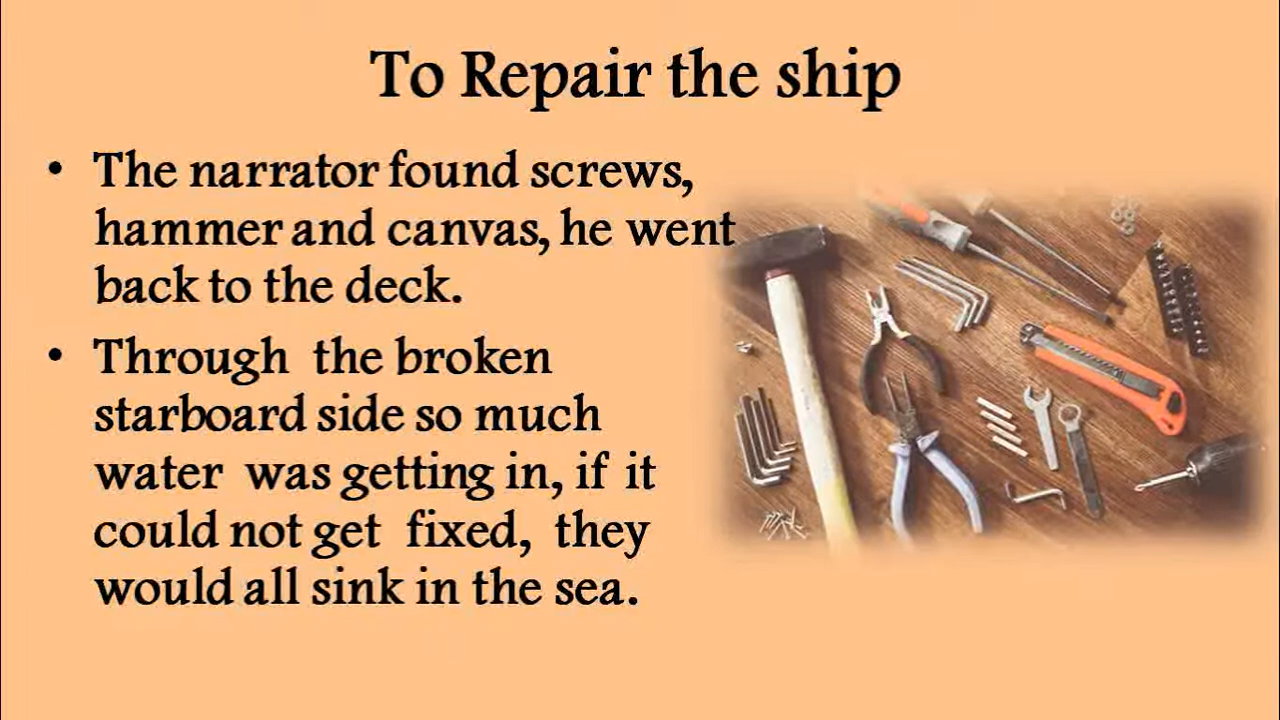 To Repair the ship
• The narrator found screws,
hammer and canvas, he went
back to the deck.
• Through the broken
starboard side so much
water was getting in, if it
could not get fixed, they
would all sink in the sea.